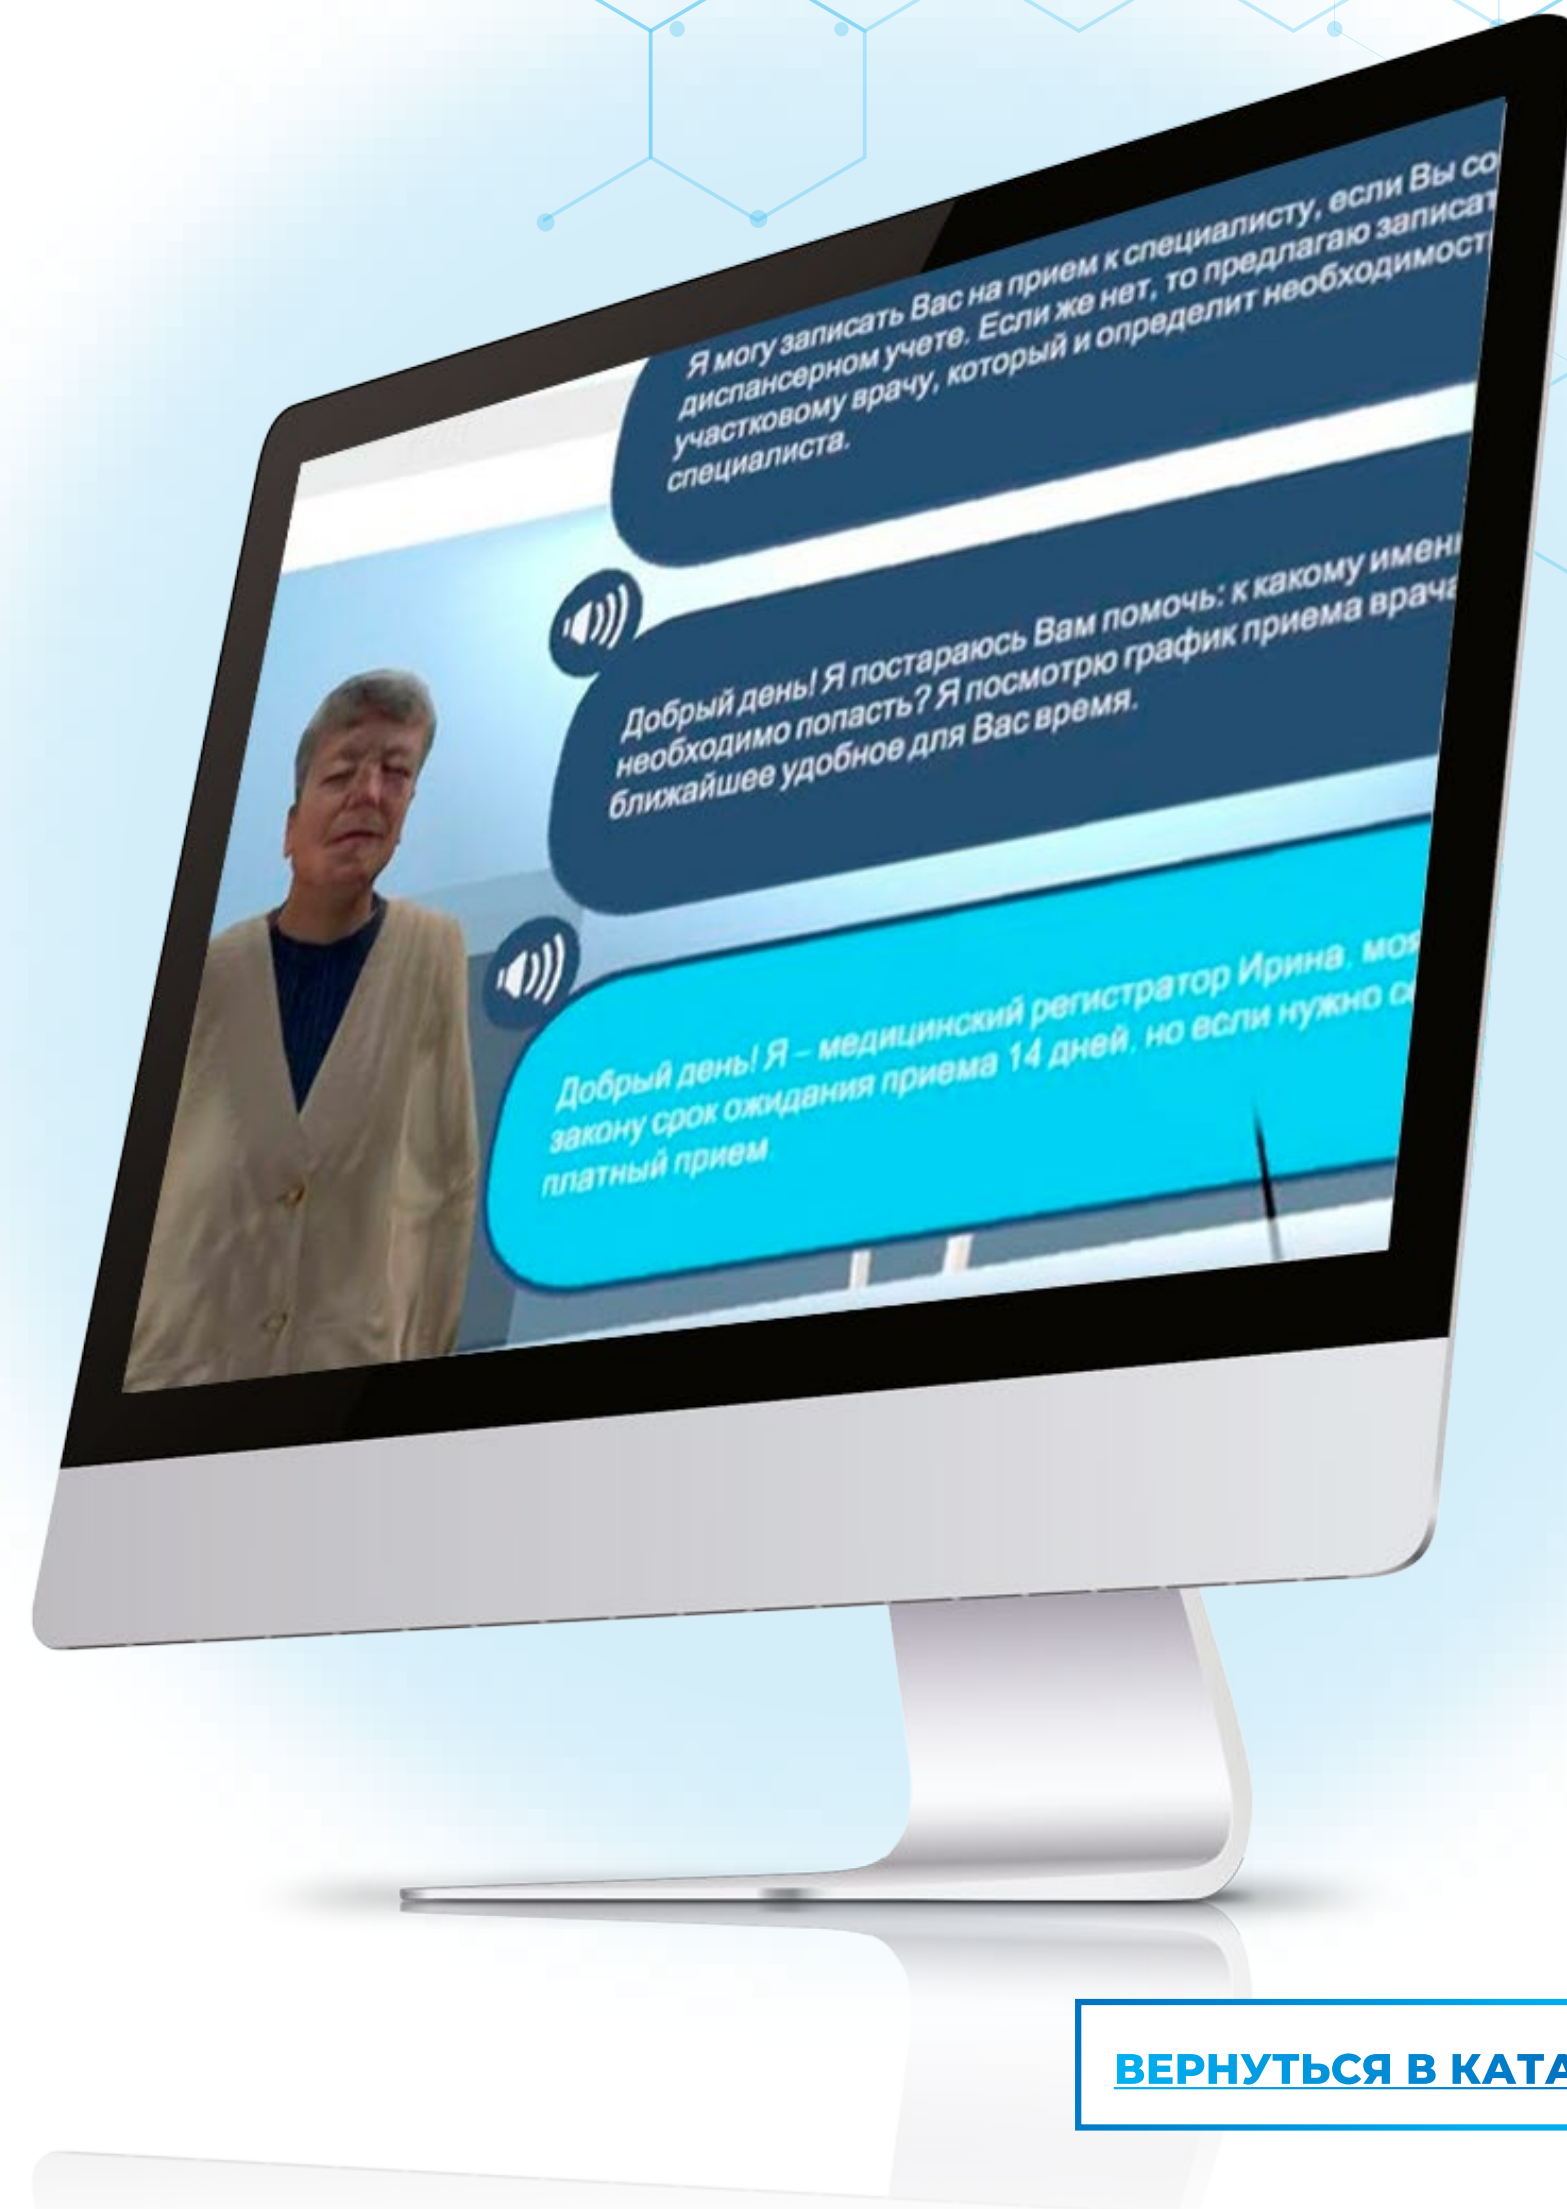 Я могу записать Вас на прием к специалисту, если Вы со
диспансерном учете. Если же нет, то предлагаю записат
участковому врачу, который и определит необходимост
специалиста.
Добрый день! Я постараюсь Вам помочь: к какому имен
необходимо попасть? Я посмотрю график приема врача
ближайшее удобное для Вас время.
Добрый день! Я – медицинский регистратор Ирина, моя
закону срок ожидания приема 14 дней, но если нужно с
платный прием
ВЕРНУТЬСЯ В КАТА